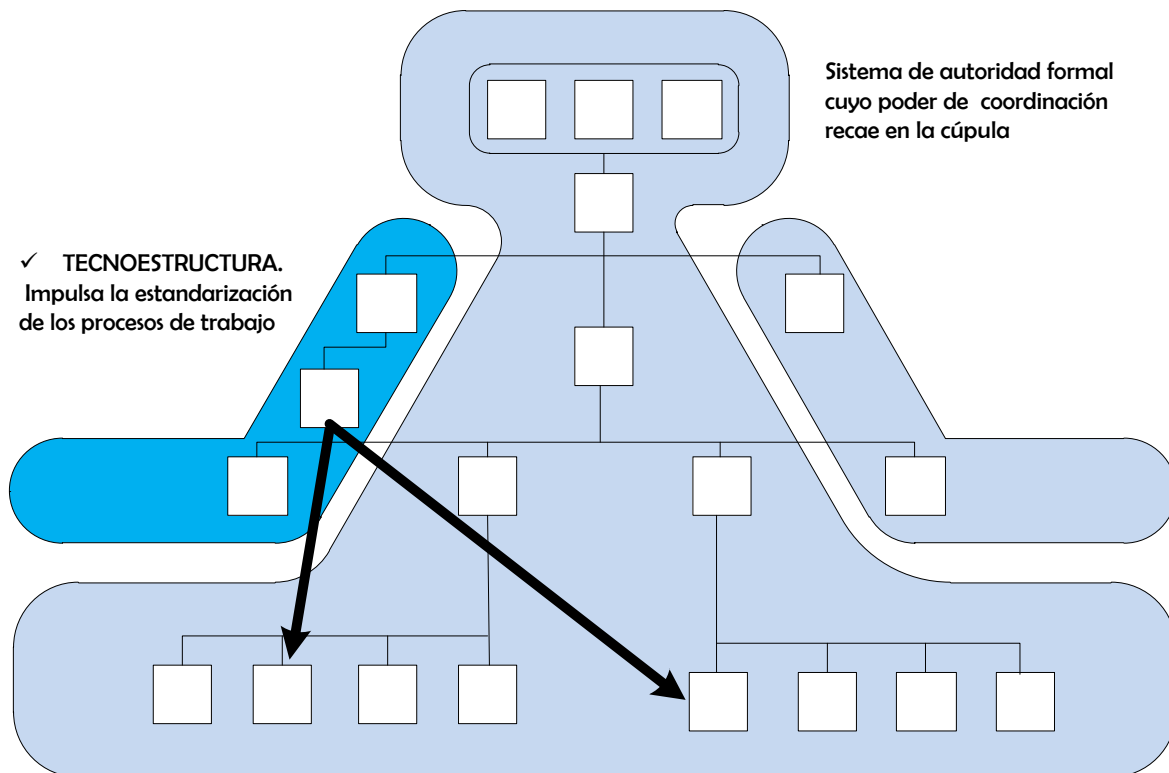 Sistema de autoridad formal
cuyo poder de coordinación
recae en la cúpula
✓ TECNOESTRUCTURA.
Impulsa la estandarización
de los procesos de trabajo